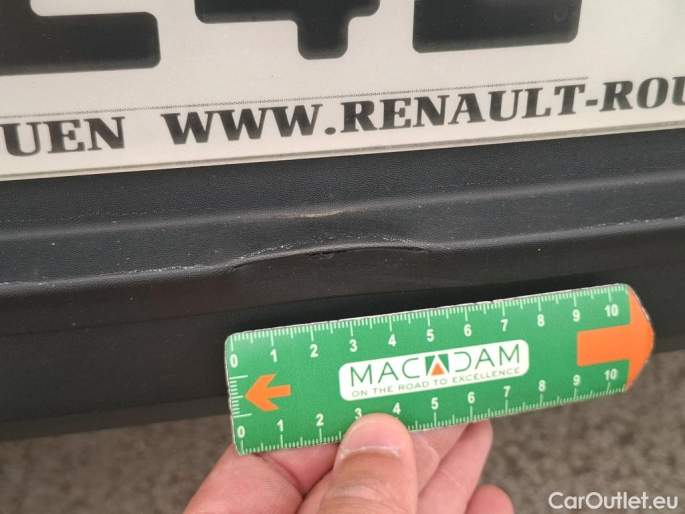 UEN WWW.RENAULT-ROU
0 1 2 3 4 5 6 7 8 9 10
MACADAM
ON THE ROAD TO EXCELLENCE
0 1 2 3 4 5 6 7 8 9 10
CarOutlet.eu